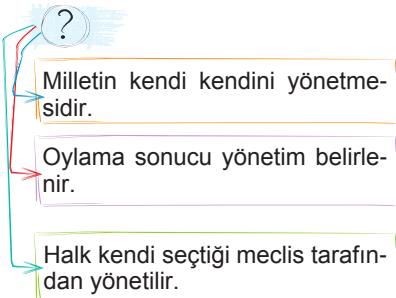 ?
Milletin kendi kendini yönetme-
sidir.
Oylama sonucu yönetim belirle-
nir.
Halk kendi seçtiği meclis tarafın-
dan yönetilir.